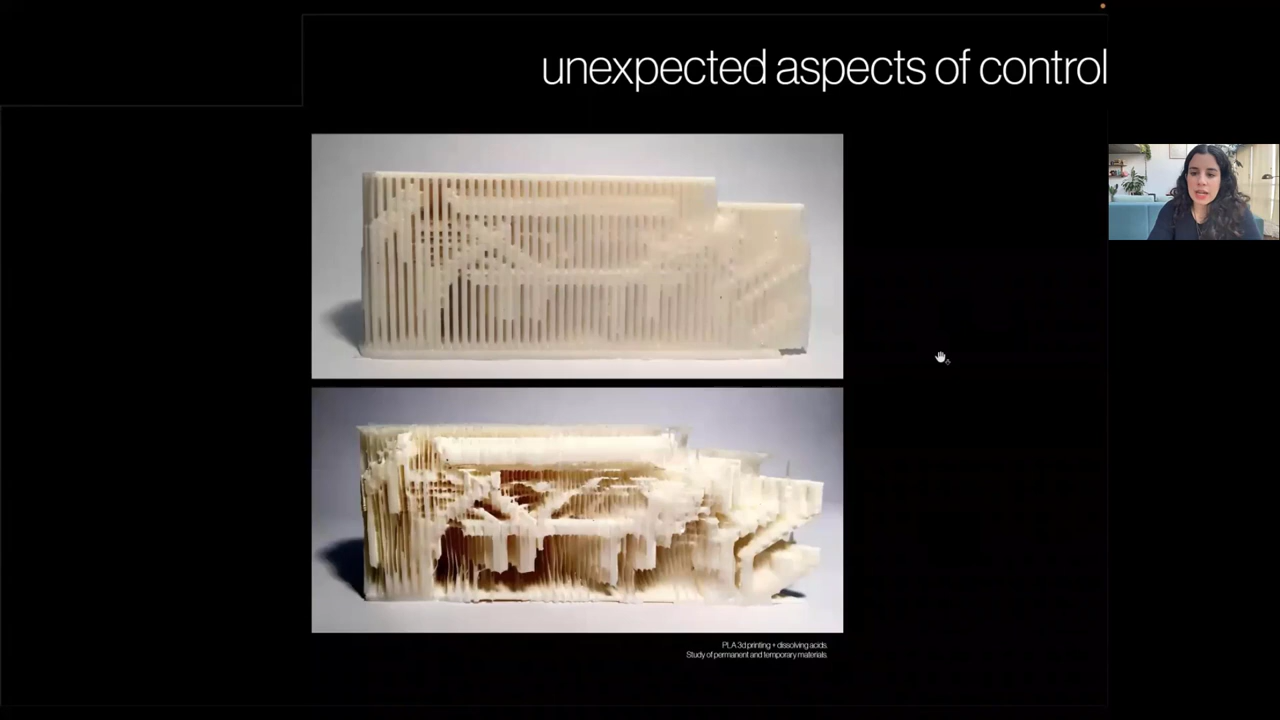 unexpected aspects of control
PLA 3d printing + dissolving acids.
Study of permanent and temporary materials.